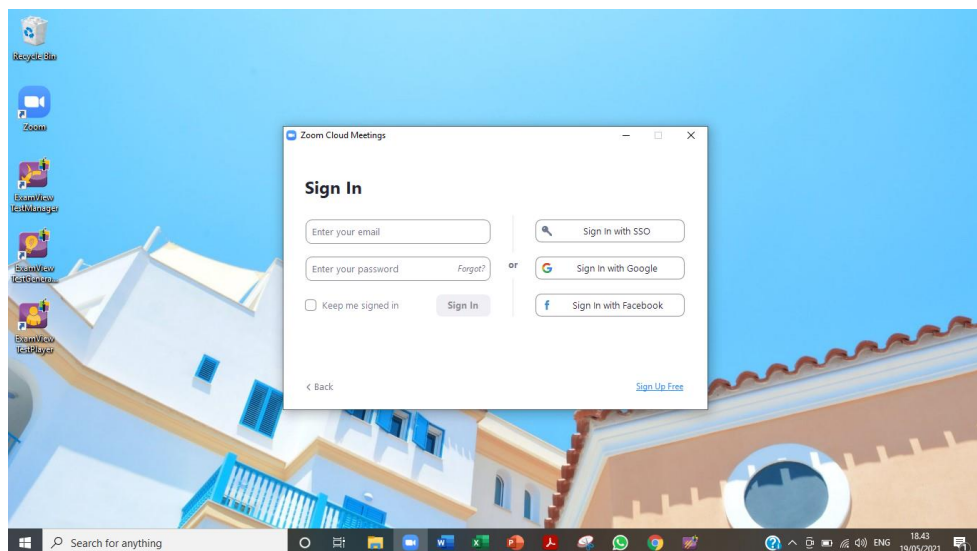 Recycle Bin
Zoom
ExamView
TestManager
ExamView
TestGenera...
ExamView
TestPlayer
Zoom Cloud Meetings
Sign In
Enter your email
Enter your password Forgot?
Keep me signed in Sign In
or
Sign In with SSO
Sign In with Google
Sign In with Facebook
< Back
Sign Up Free
Search for anything
ENG
18.43
19/05/2021